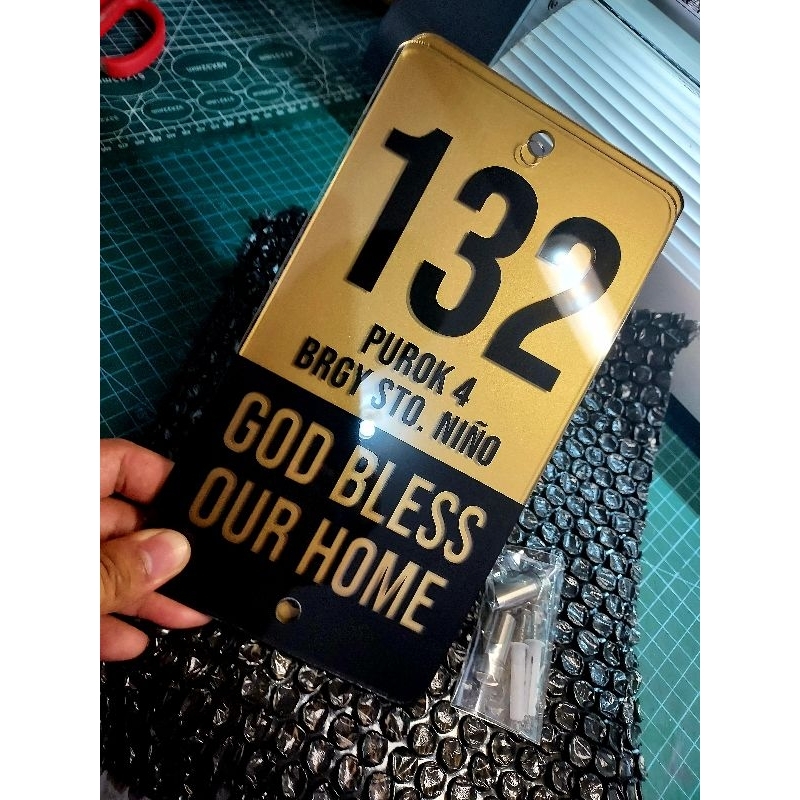 132
PUROK 4
BRGY STO. NIÑO
GOD BLESS
OUR HOME